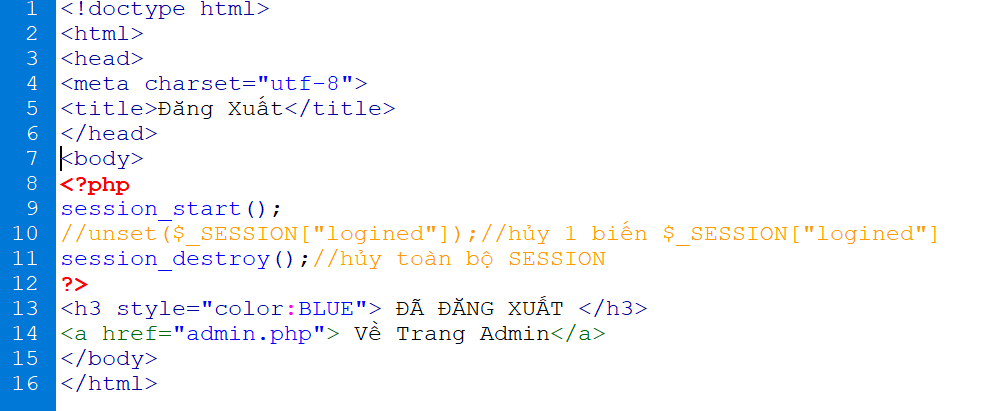 1 <!doctype html>
2 <html>
3 <head>
4 <meta charset="utf-8">
5 <title>Đăng Xuất</title>
6 </head>
7 <body>
8 <?php
9 session_start();
10 //unset($_SESSION["logined"]);//hủy 1 biến $_SESSION["logined"]
11 session_destroy();//hủy toàn bộ SESSION
12 ?>
13 <h3 style="color:BLUE"> ĐÃ ĐĂNG XUẤT </h3>
14 <a href="admin.php"> Về Trang Admin</a>
15 </body>
16 </html>